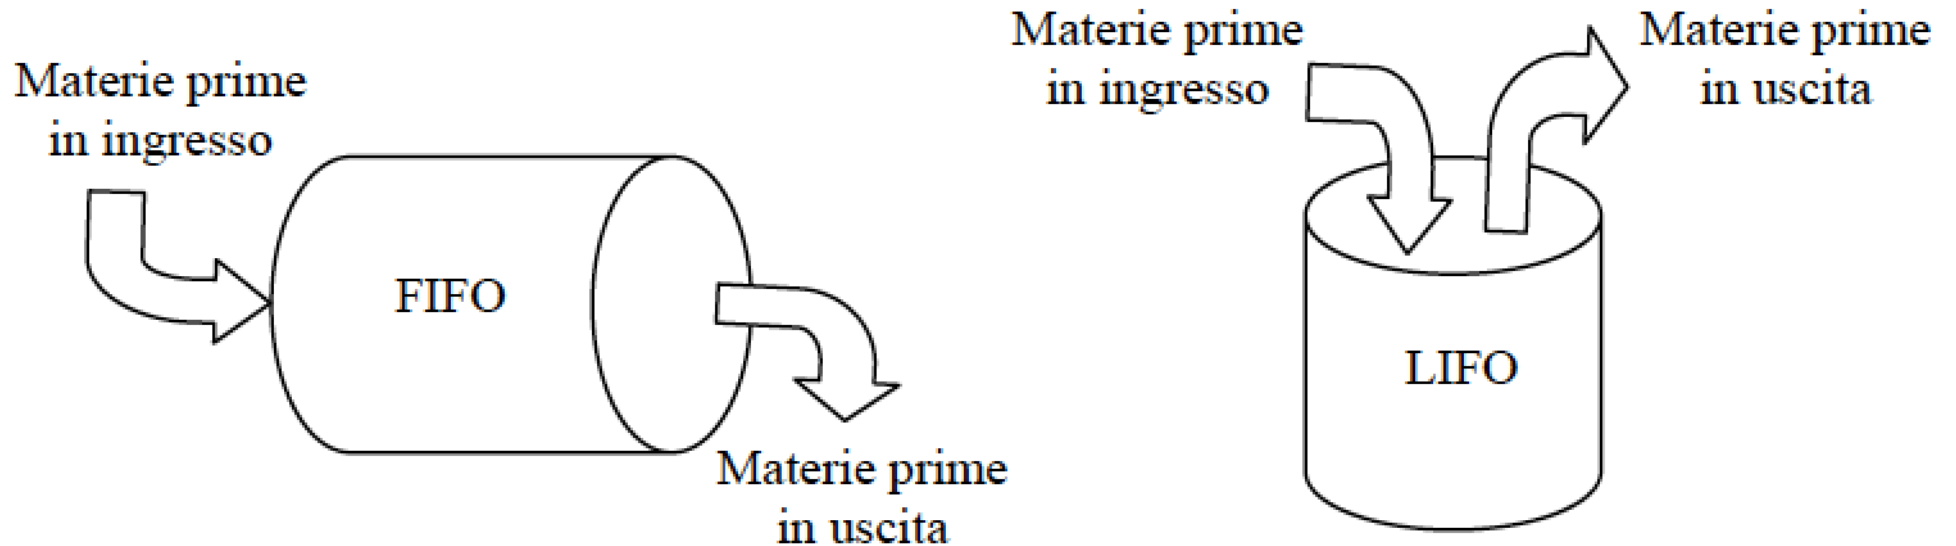 Materie prime
in ingresso
FIFO
Materie prime
in uscita
Materie prime
in ingresso
Materie prime
in uscita
LIFO